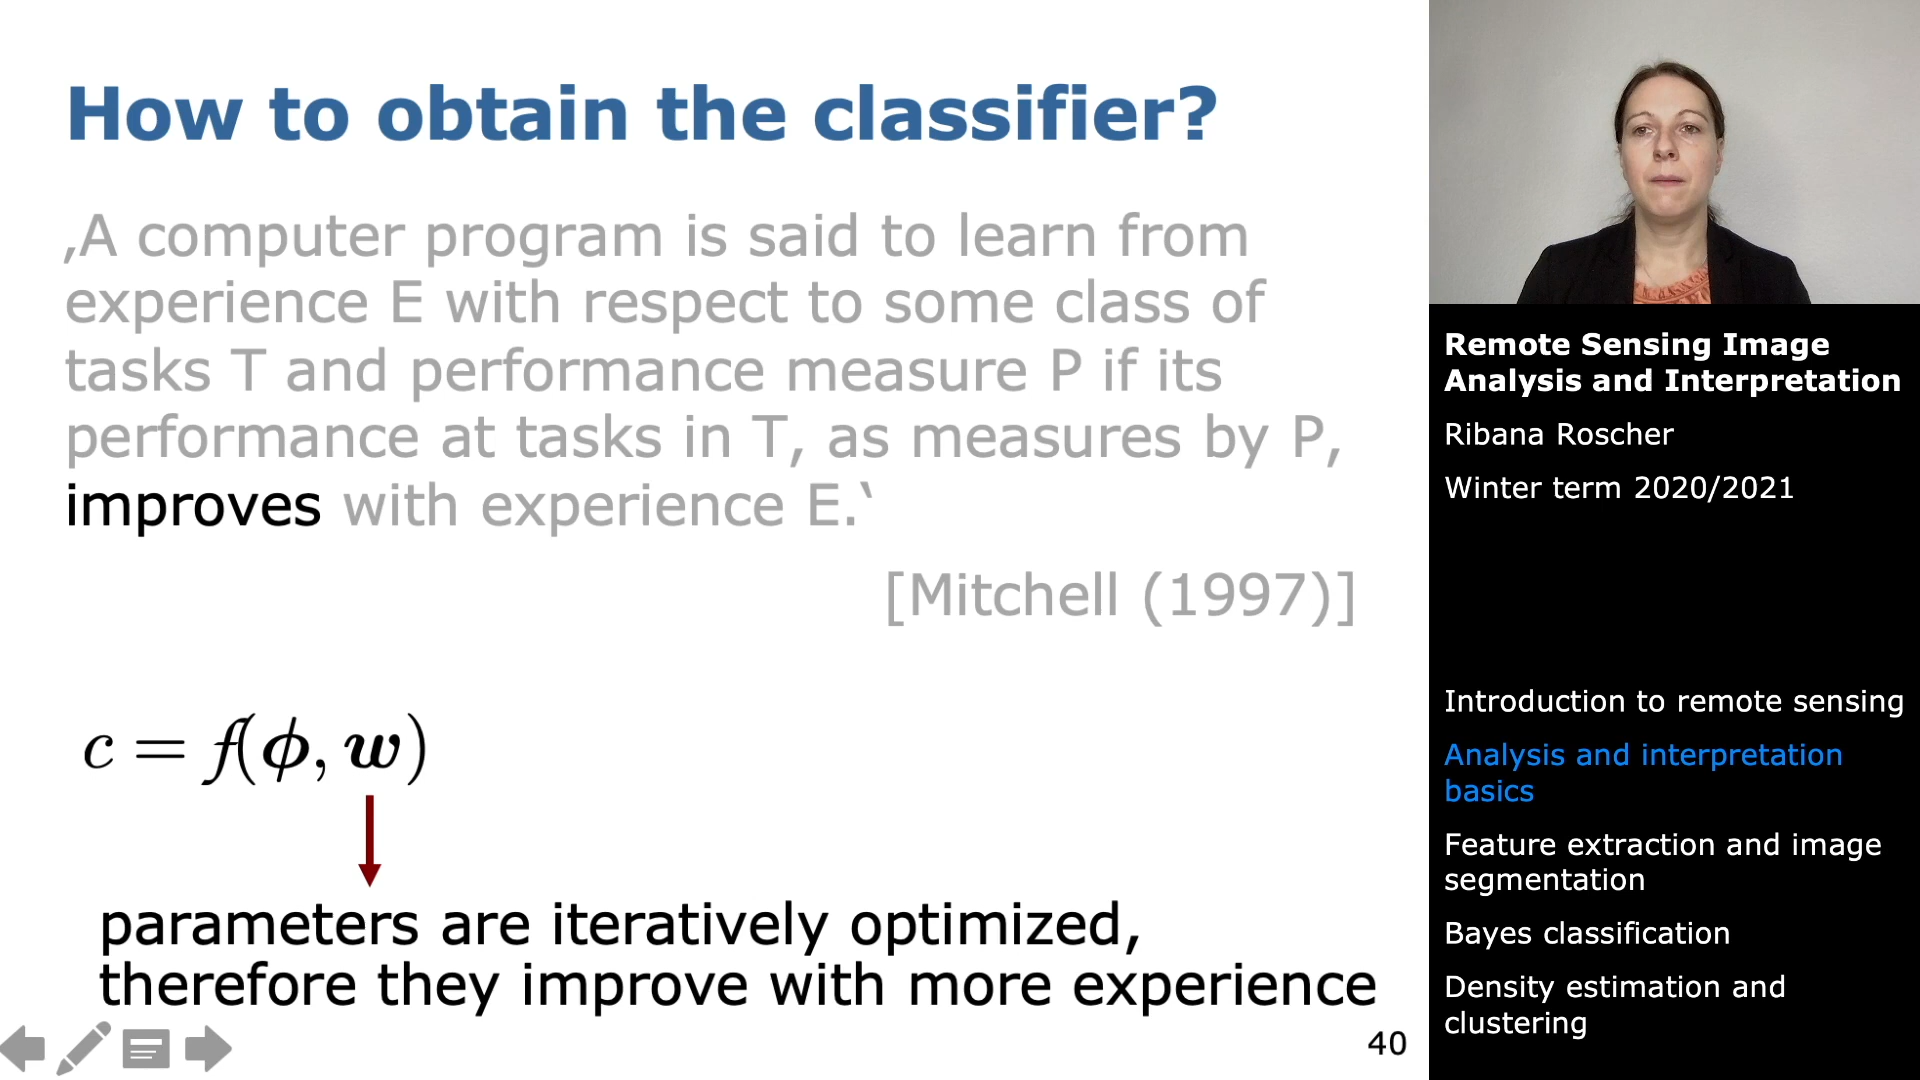 How to obtain the classifier?
‚A computer program is said to learn from
experience E with respect to some class of
tasks T and performance measure P if its
performance at tasks in T, as measures by P,
improves with experience E.‘
[Mitchell (1997)]
c = f(ϕ, w)
parameters are iteratively optimized,
therefore they improve with more experience
40
Remote Sensing Image
Analysis and Interpretation
Ribana Roscher
Winter term 2020/2021
Introduction to remote sensing
Analysis and interpretation
basics
Feature extraction and image
segmentation
Bayes classification
Density estimation and
clustering